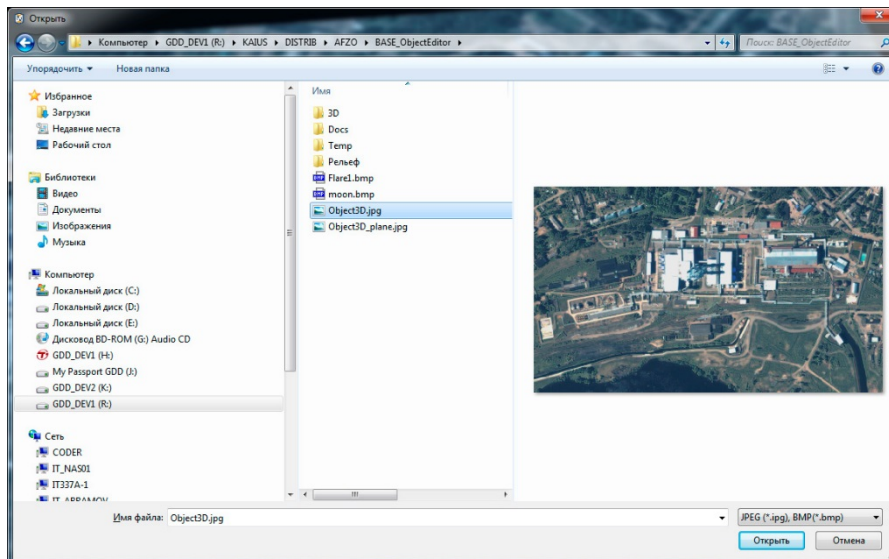 Открыть
Компьютер ▸ GDD_DEV1 (R:) ▸ KAIUS ▸ DISTRIB ▸ AFZO ▸ BASE_ObjectEditor ▸
Поиск: BASE_ObjectEditor
Упорядочить ▾ Новая папка
Избранное
Загрузки
Недавние места
Рабочий стол
Библиотеки
Видео
Документы
Изображения
Музыка
Компьютер
Локальный диск (C:)
Локальный диск (D:)
Локальный диск (E:)
Дисковод BD-ROM (G:) Audio CD
GDD_DEV1 (H:)
My Passport GDD (J:)
GDD_DEV2 (K:)
GDD_DEV1 (R:)
Сеть
CODER
IT_NAS01
IT337A-1
IT_ABRAMOV
Имя
3D
Docs
Temp
Рельеф
Flare1.bmp
moon.bmp
Object3D.jpg
Object3D_plane.jpg
Имя файла: Object3D.jpg
JPEG (*.jpg), BMP(*.bmp)
Открыть Отмена